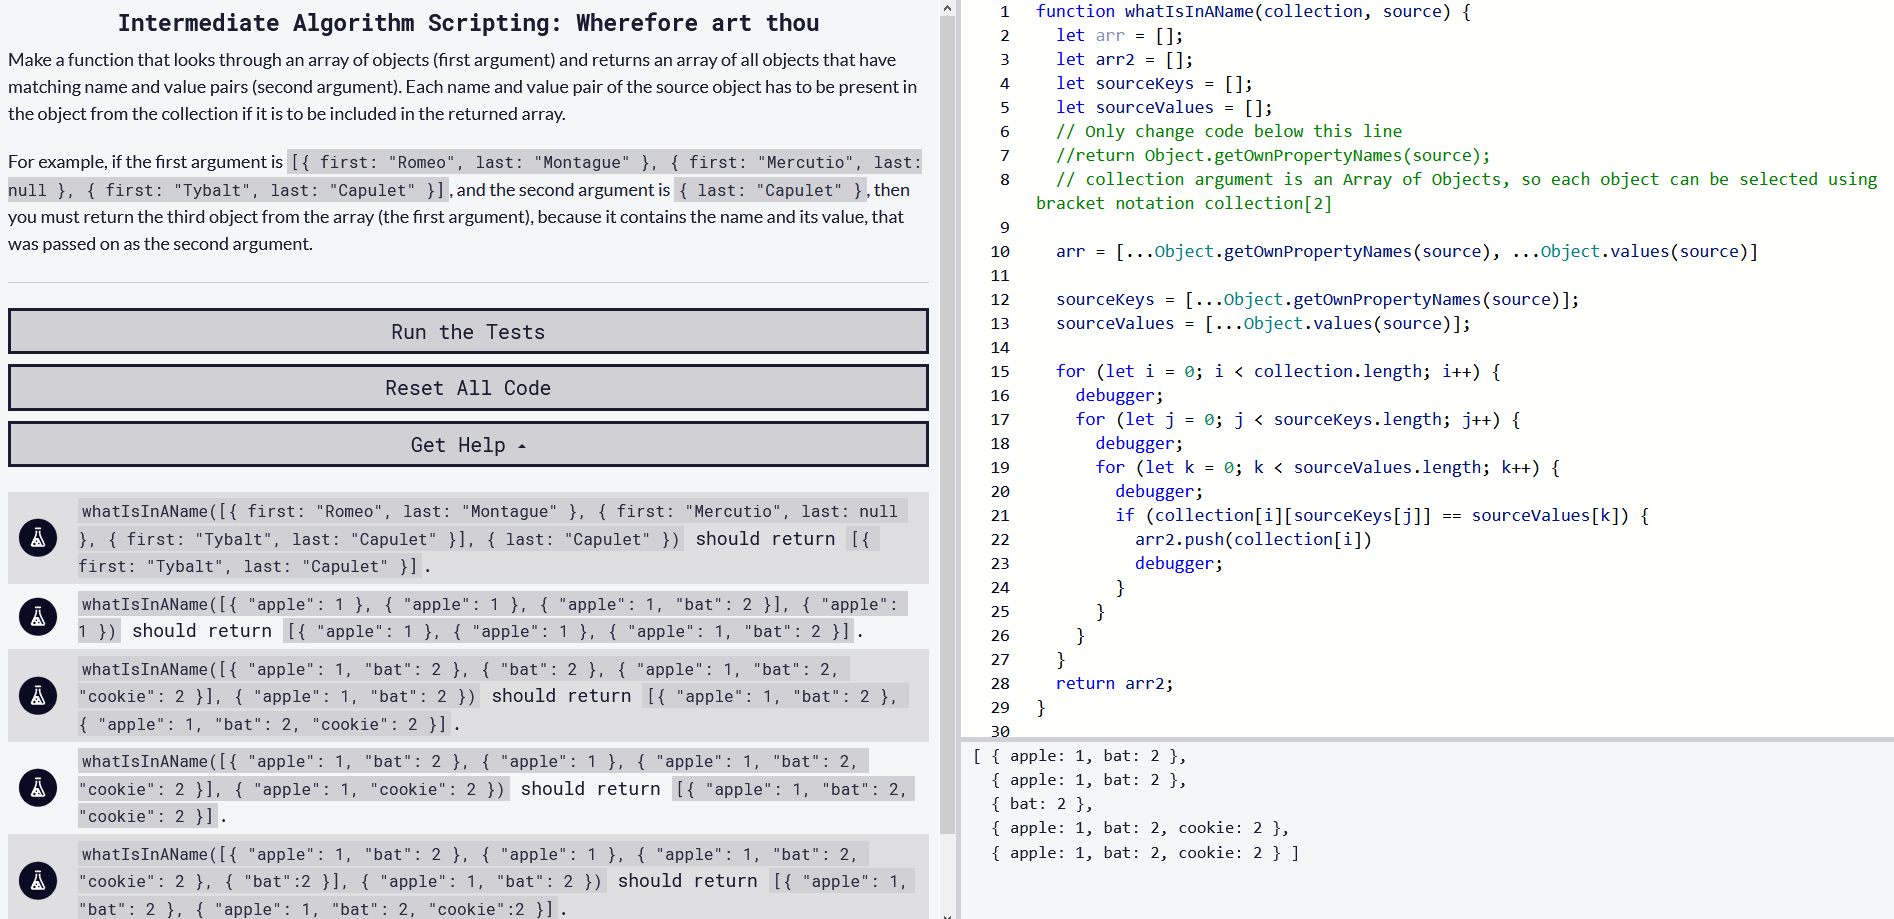 Intermediate Algorithm Scripting: Wherefore art thou
Make a function that looks through an array of objects (first argument) and returns an array of all objects that have
matching name and value pairs (second argument). Each name and value pair of the source object has to be present in
the object from the collection if it is to be included in the returned array.
For example, if the first argument is [{ first: "Romeo", last: "Montague" }, { first: "Mercutio", last:
null }, { first: "Tybalt", last: "Capulet" }], and the second argument is { last: "Capulet" }, then
you must return the third object from the array (the first argument), because it contains the name and its value, that
was passed on as the second argument.
Run the Tests
Reset All Code
Get Help
whatIsInAName([{ first: "Romeo", last: "Montague" }, { first: "Mercutio", last: null
}, { first: "Tybalt", last: "Capulet" }], { last: "Capulet" }) should return [{
first: "Tybalt", last: "Capulet" }].
whatIsInAName([{ "apple": 1 }, { "apple": 1 }, { "apple": 1, "bat": 2 }], { "apple":
1 }) should return [{ "apple": 1 }, { "apple": 1 }, { "apple": 1, "bat": 2 }].
whatIsInAName([{ "apple": 1, "bat": 2 }, { "bat": 2 }, { "apple": 1, "bat": 2,
"cookie": 2 }], { "apple": 1, "bat": 2 }) should return [{ "apple": 1, "bat": 2 },
{ "apple": 1, "bat": 2, "cookie": 2 }].
whatIsInAName([{ "apple": 1, "bat": 2 }, { "apple": 1 }, { "apple": 1, "bat": 2,
"cookie": 2 }], { "apple": 1, "cookie": 2 }) should return [{ "apple": 1, "bat": 2,
"cookie": 2 }].
whatIsInAName([{ "apple": 1, "bat": 2 }, { "apple": 1 }, { "apple": 1, "bat": 2,
"cookie": 2 }, { "bat":2 }], { "apple": 1, "bat": 2 }) should return [{ "apple": 1,
"bat": 2 }, { "apple": 1, "bat": 2, "cookie":2 }].
1 function whatIsInAName(collection, source) {
2 let arr = [];
3 let arr2 = [];
4 let sourceKeys = [];
5 let sourceValues = [];
6 // Only change code below this line
7 //return Object.getOwnPropertyNames(source);
8 // collection argument is an Array of Objects, so each object can be selected using
bracket notation collection[2]
9
10 arr = [...Object.getOwnPropertyNames(source), ...Object.values(source)]
11
12 sourceKeys = [...Object.getOwnPropertyNames(source)];
13 sourceValues = [...Object.values(source)];
14
15 for (let i = 0; i < collection.length; i++) {
16 debugger;
17 for (let j = 0; j < sourceKeys.length; j++) {
18 debugger;
19 for (let k = 0; k < sourceValues.length; k++) {
20 debugger;
21 if (collection[i][sourceKeys[j]] == sourceValues[k]) {
22 arr2.push(collection[i])
23 debugger;
24 }
25 }
26 }
27 }
28 return arr2;
29 }
30
[ { apple: 1, bat: 2 },
{ apple: 1, bat: 2 },
{ bat: 2 },
{ apple: 1, bat: 2, cookie: 2 },
{ apple: 1, bat: 2, cookie: 2 } ]